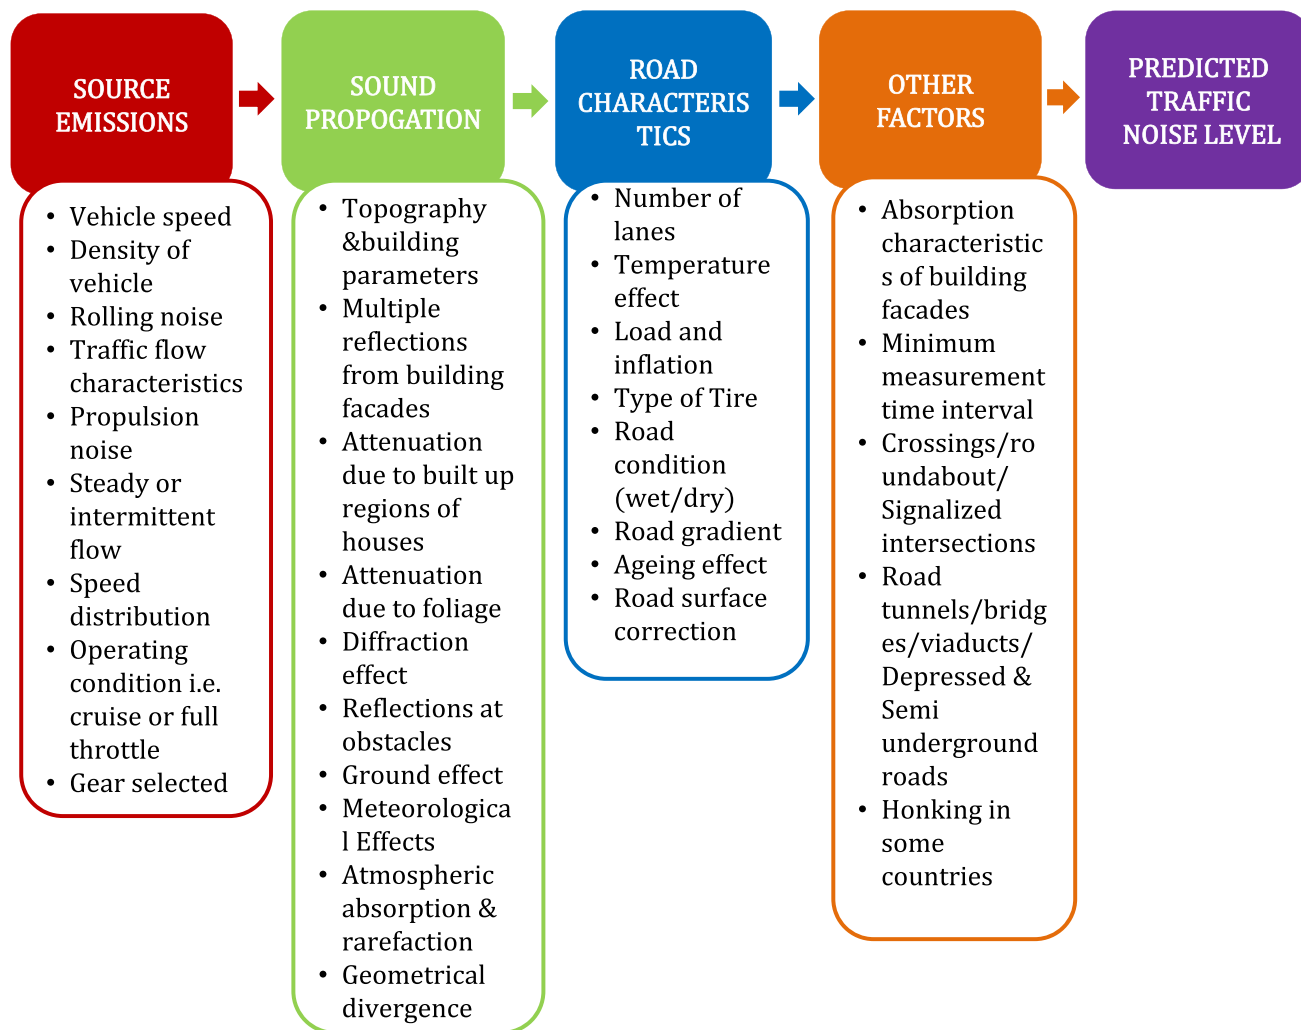 SOURCE
EMISSIONS
• Vehicle speed
• Density of
vehicle
• Rolling noise
• Traffic flow
characteristics
• Propulsion
noise
• Steady or
intermittent
flow
• Speed
distribution
• Operating
condition i.e.
cruise or full
throttle
• Gear selected
SOUND
PROPOGATION
• Topography
&building
parameters
• Multiple
reflections
from building
facades
• Attenuation
due to built up
regions of
houses
• Attenuation
due to foliage
• Diffraction
effect
• Reflections at
obstacles
• Ground effect
• Meteorologica
l Effects
• Atmospheric
absorption &
rarefaction
• Geometrical
divergence
ROAD
CHARACTERIS
TICS
• Number of
lanes
• Temperature
effect
• Load and
inflation
• Type of Tire
• Road
condition
(wet/dry)
• Road gradient
• Ageing effect
• Road surface
correction
OTHER
FACTORS
• Absorption
characteristic
s of building
facades
• Minimum
measurement
time interval
• Crossings/ro
undabout/
Signalized
intersections
• Road
tunnels/bridg
es/viaducts/
Depressed &
Semi
underground
roads
• Honking in
some
countries
PREDICTED
TRAFFIC
NOISE LEVEL